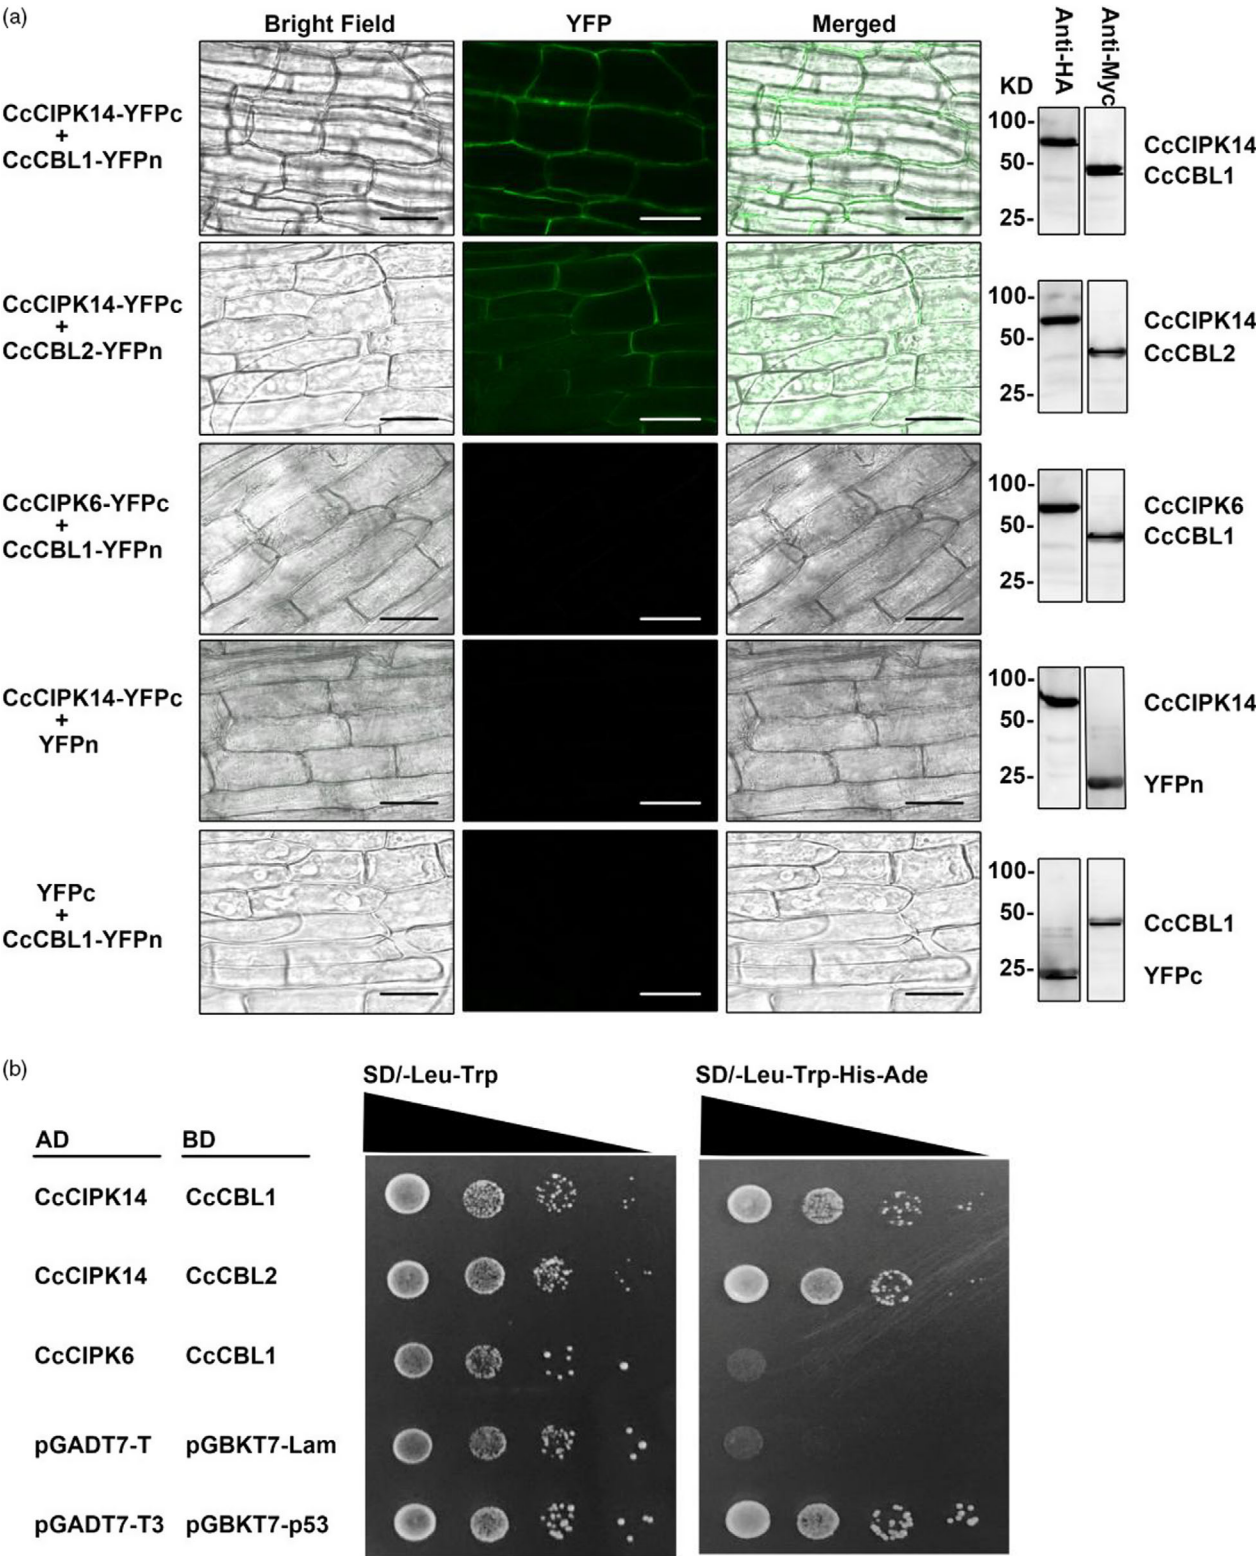 (a)
Bright Field YFP Merged
Anti-HA
Anti-Myc
KD
CcCIPK14-YFPc
+
CcCBL1-YFPn
100-
50-
25-
CcCIPK14
CcCBL1
CcCIPK14-YFPc
+
CcCBL2-YFPn
100-
50-
25-
CcCIPK14
CcCBL2
CcCIPK6-YFPc
+
CcCBL1-YFPn
100-
50-
25-
CcCIPK6
CcCBL1
CcCIPK14-YFPc
+
YFPn
100-
50-
25-
CcCIPK14
YFPn
YFPc
+
CcCBL1-YFPn
100-
50-
25-
CcCBL1
YFPc
(b)
SD/-Leu-Trp SD/-Leu-Trp-His-Ade
AD BD
CcCIPK14 CcCBL1
CcCIPK14 CcCBL2
CcCIPK6 CcCBL1
pGADT7-T pGBKT7-Lam
pGADT7-T3 pGBKT7-p53